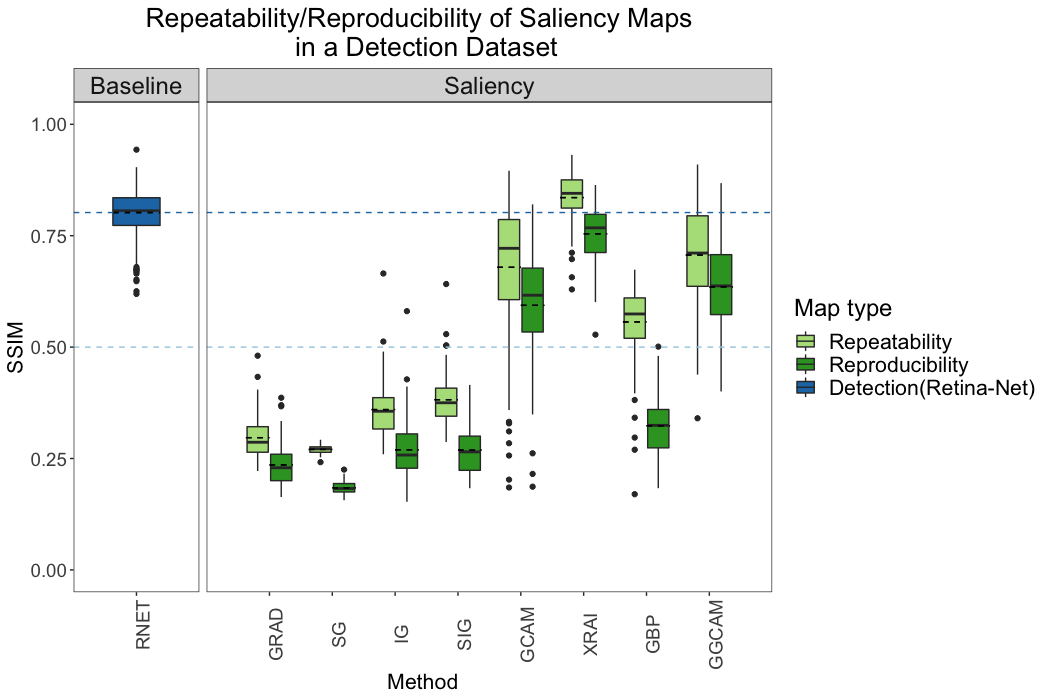 Repeatability/Reproducibility of Saliency Maps
in a Detection Dataset
Baseline
Saliency
SSIM
1.00
0.75
0.50
0.25
0.00
RNET
GRAD
SG
IG
SIG
GCAM
XRAI
GBP
GGCAM
Method
Map type
Repeatability
Reproducibility
Detection(Retina-Net)